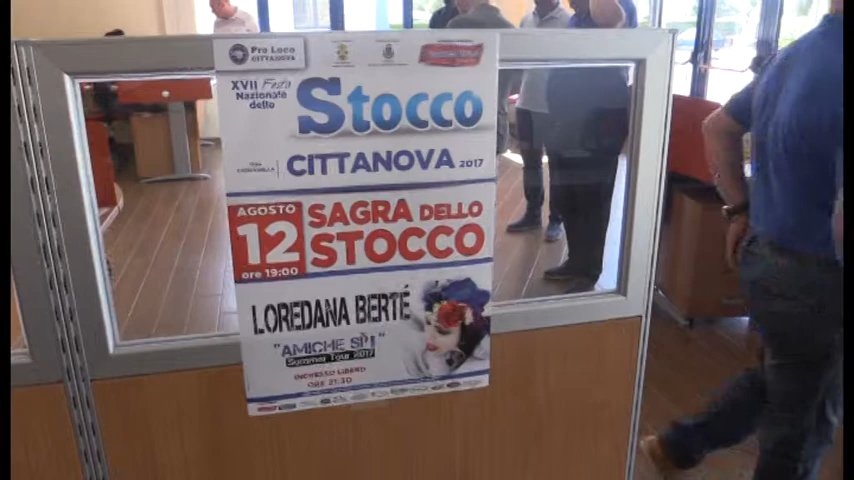 Pro Loco
CITTANOVA
XVII Festa
Nazionale
dello
Stocco
CITTANOVA 2017
AGOSTO
12
ore 19:00
SAGRA DELLO
STOCCO
LOREDANA BERTÉ
"AMICHE SÌ!"
Summer Tour 2017
INGRESSO LIBERO
ORE 21:30